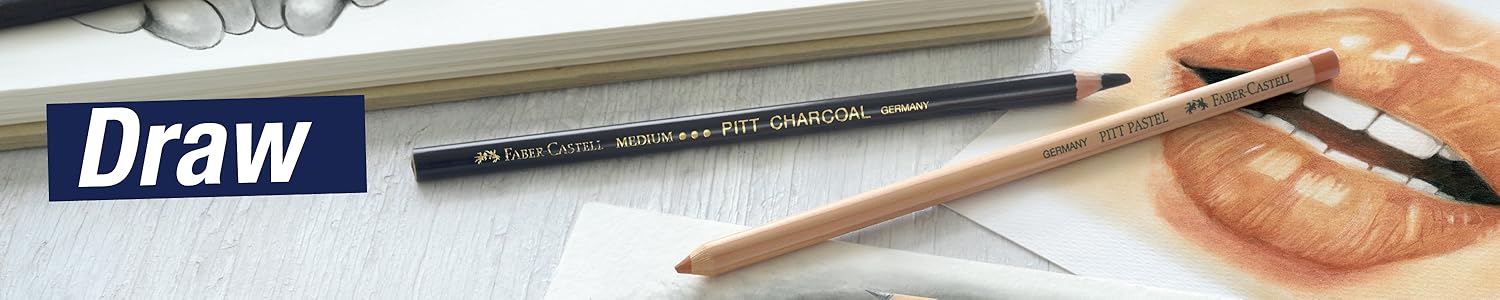 Draw
FABER-CASTELL MEDIUM PITT CHARCOAL GERMANY
GERMANY PITT PASTEL FABER-CASTELL